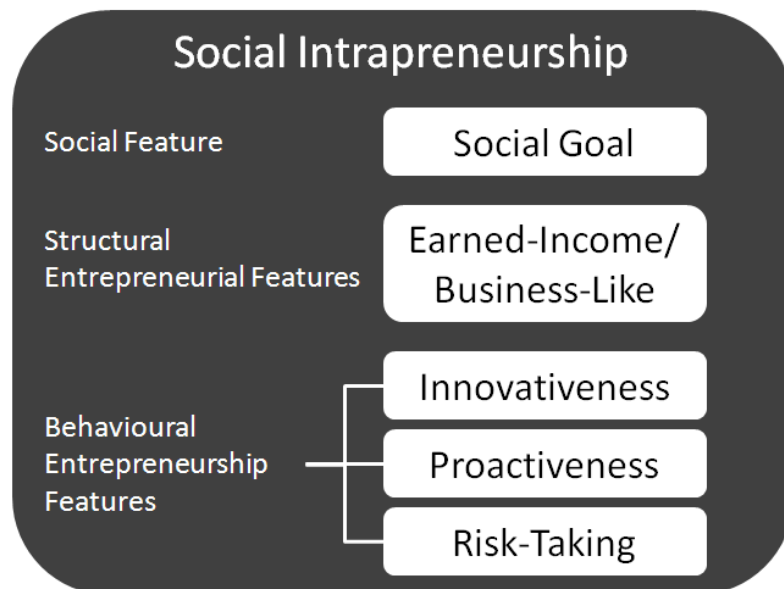 Social Intrapreneurship
Social Feature
Social Goal
Structural
Entrepreneurial Features
Earned-Income/
Business-Like
Behavioural
Entrepreneurship
Features
Innovativeness
Proactiveness
Risk-Taking